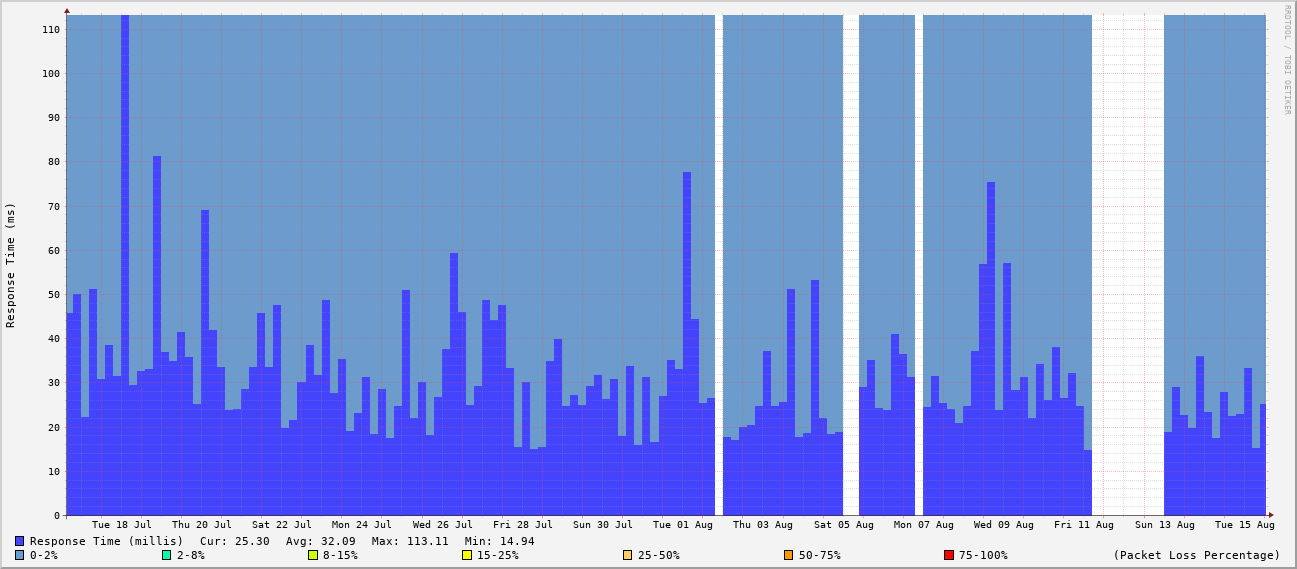 RRDTOOL / TOBI OETIKER
Response Time (ms)
110
100
90
80
70
60
50
40
30
20
10
0
Tue 18 Jul Thu 20 Jul Sat 22 Jul Mon 24 Jul Wed 26 Jul Fri 28 Jul Sun 30 Jul Tue 01 Aug Thu 03 Aug Sat 05 Aug Mon 07 Aug Wed 09 Aug Fri 11 Aug Sun 13 Aug Tue 15 Aug
Response Time (millis) Cur: 25.30 Avg: 32.09 Max: 113.11 Min: 14.94
0-2% 2-8% 8-15% 15-25% 25-50% 50-75% 75-100% (Packet Loss Percentage)